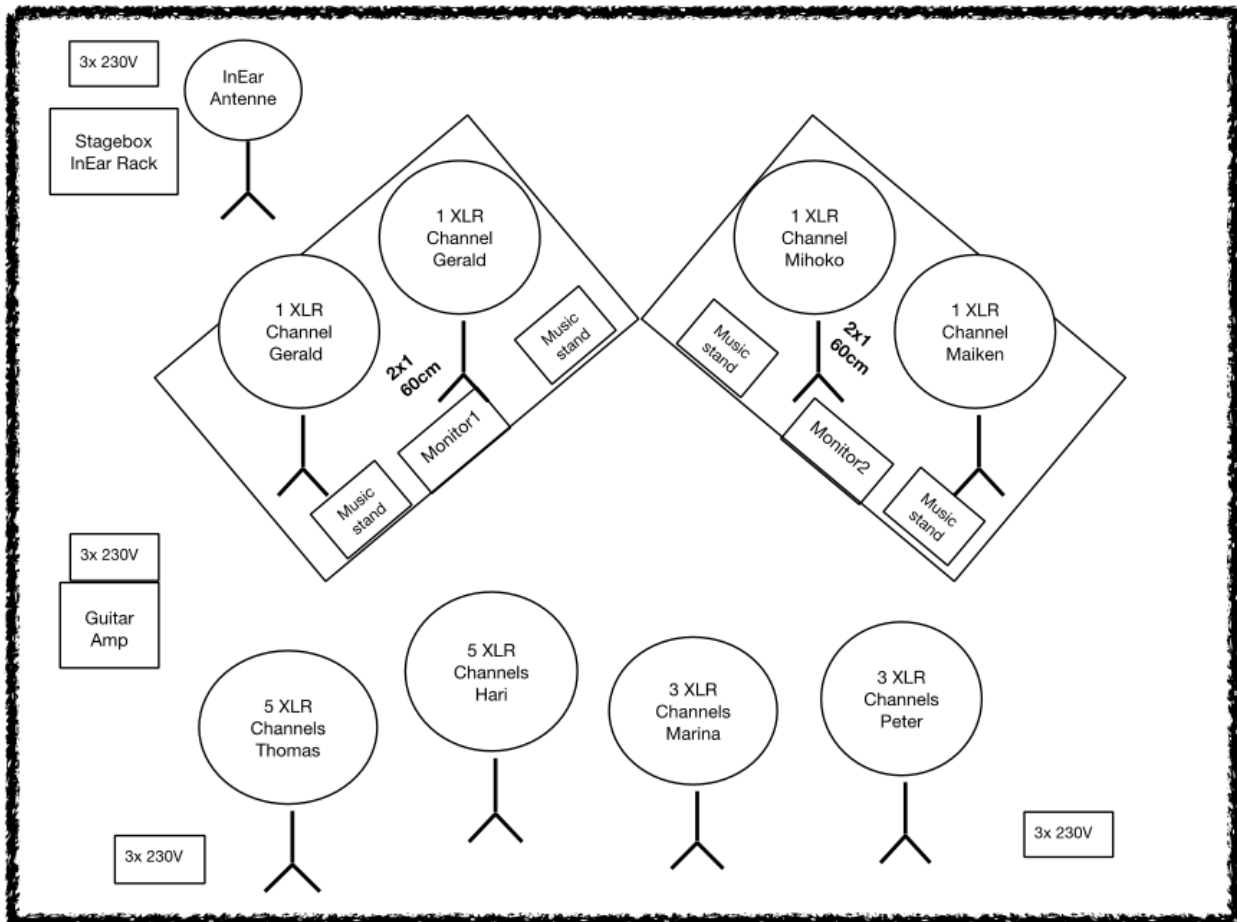 3x 230V
InEar
Antenne
Stagebox
InEar Rack
1 XLR
Channel
Gerald
1 XLR
Channel
Gerald
Music
stand
2x1
60cm
Monitor1
Music
stand
1 XLR
Channel
Mihoko
1 XLR
Channel
Maiken
Music
stand
2x1
60cm
Monitor2
Music
stand
3x 230V
Guitar
Amp
5 XLR
Channels
Thomas
5 XLR
Channels
Hari
3 XLR
Channels
Marina
3 XLR
Channels
Peter
3x 230V
3x 230V